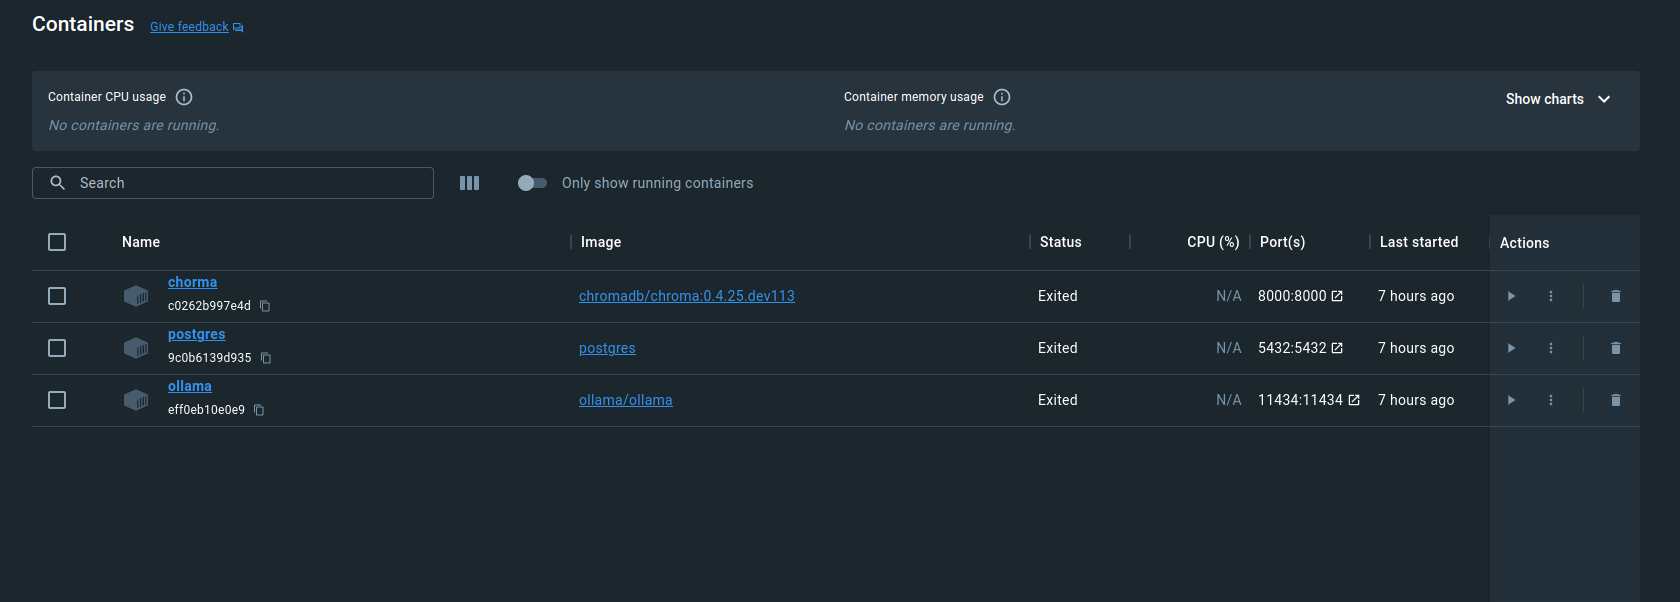 Containers Give feedback
Container CPU usage
No containers are running.
Container memory usage
No containers are running.
Show charts
Search
Only show running containers
Name Image Status CPU (%) Port(s) Last started Actions
chorma
c0262b997e4d
chromadb/chroma:0.4.25.dev113 Exited N/A 8000:8000 7 hours ago
postgres
9c0b6139d935
postgres Exited N/A 5432:5432 7 hours ago
ollama
eff0eb10e0e9
ollama/ollama Exited N/A 11434:11434 7 hours ago